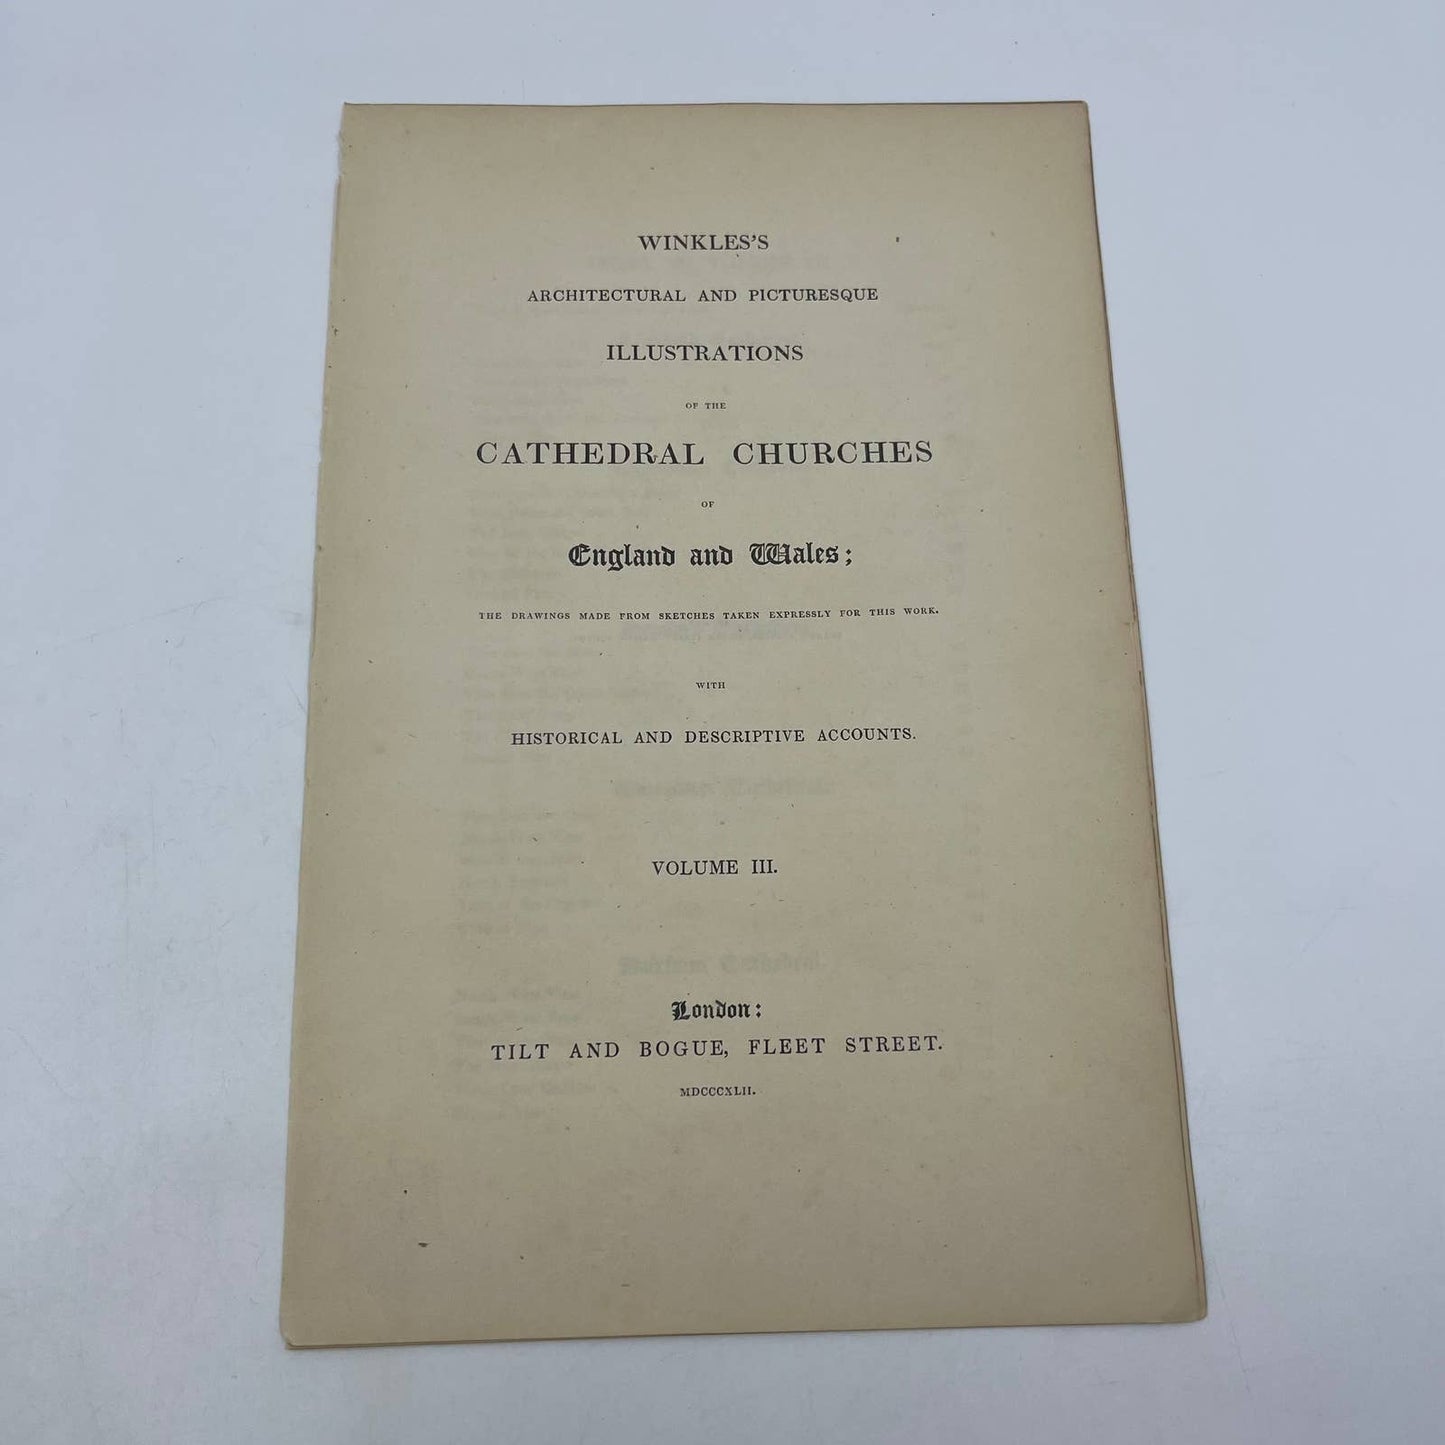 WINKLES'S
ARCHITECTURAL AND PICTURESQUE
ILLUSTRATIONS
OF THE
CATHEDRAL CHURCHES
OF
England and Wales;
THE DRAWINGS MADE FROM SKETCHES TAKEN EXPRESSLY FOR THIS WORK.
WITH
HISTORICAL AND DESCRIPTIVE ACCOUNTS.
VOLUME III.
London:
TILT AND BOGUE, FLEET STREET.
MDCCCXLII.